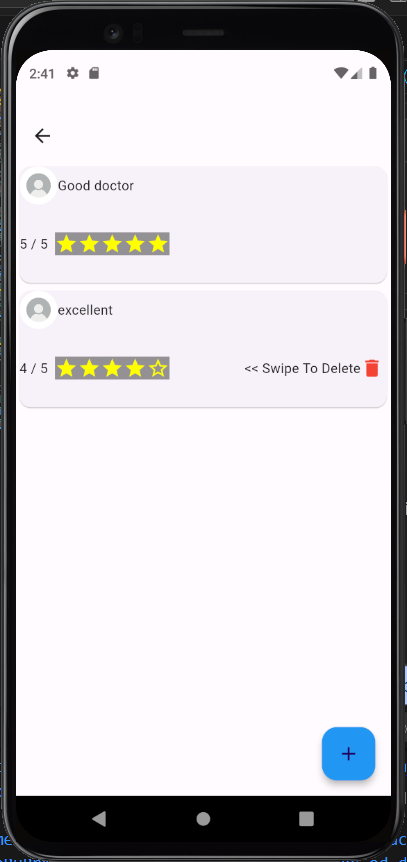 2:41
Good doctor
5 / 5
excellent
4 / 5 << Swipe To Delete